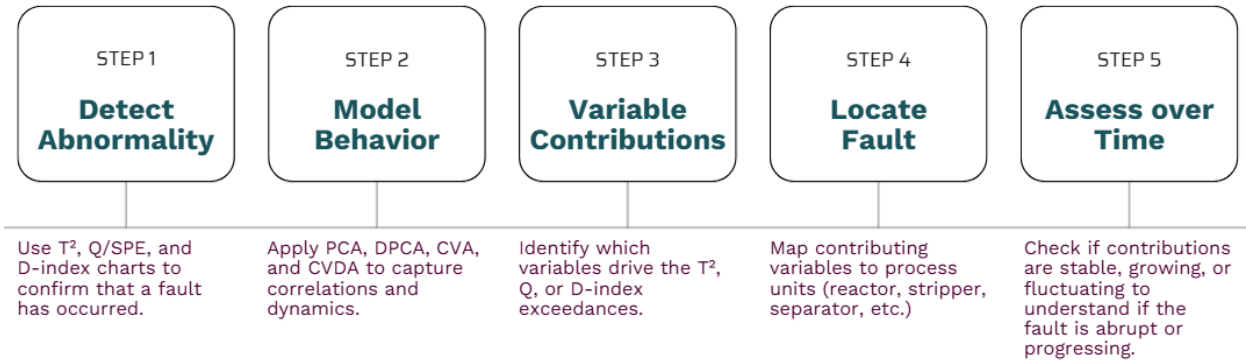 STEP 1
Detect
Abnormality
Use T², Q/SPE, and
D-index charts to
confirm that a fault
has occurred.
STEP 2
Model
Behavior
Apply PCA, DPCA, CVA,
and CVDA to capture
correlations and
dynamics.
STEP 3
Variable
Contributions
Identify which
variables drive the T²,
Q, or D-index
exceedances.
STEP 4
Locate
Fault
Map contributing
variables to process
units (reactor, stripper,
separator, etc.)
STEP 5
Assess over
Time
Check if contributions
are stable, growing, or
fluctuating to
understand if the
fault is abrupt or
progressing.